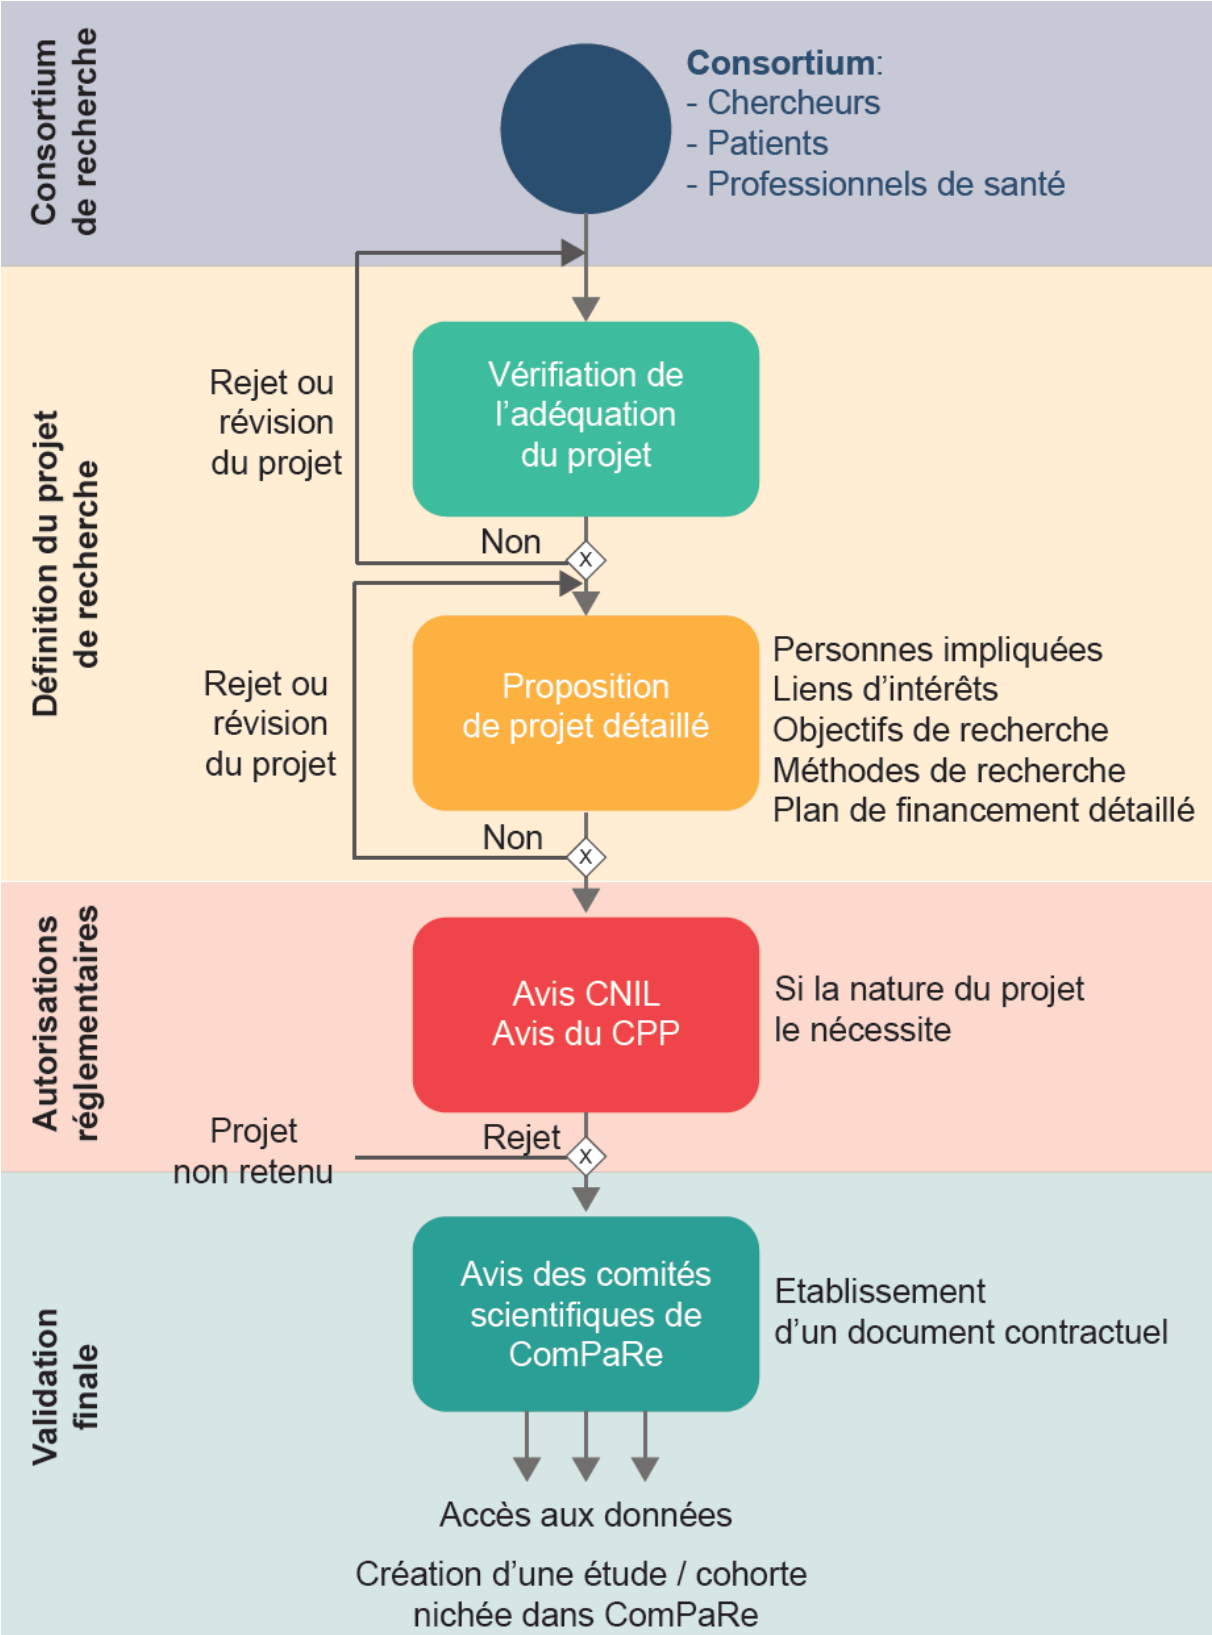 Consortium
de recherche
Consortium:
- Chercheurs
- Patients
- Professionnels de santé
Définition du projet
de recherche
Vérifiation de
l'adéquation
du projet
Rejet ou
révision
du projet
Non
x
Proposition
de projet détaillé
Personnes impliquées
Liens d'intérêts
Objectifs de recherche
Méthodes de recherche
Plan de financement détaillé
Rejet ou
révision
du projet
Non
x
Autorisations
réglementaires
Avis CNIL
Avis du CPP
Si la nature du projet
le nécessite
Projet
non retenu
Rejet
x
Validation
finale
Avis des comités
scientifiques de
ComPaRe
Etablissement
d'un document contractuel
Accès aux données
Création d'une étude / cohorte
nichée dans ComPaRe